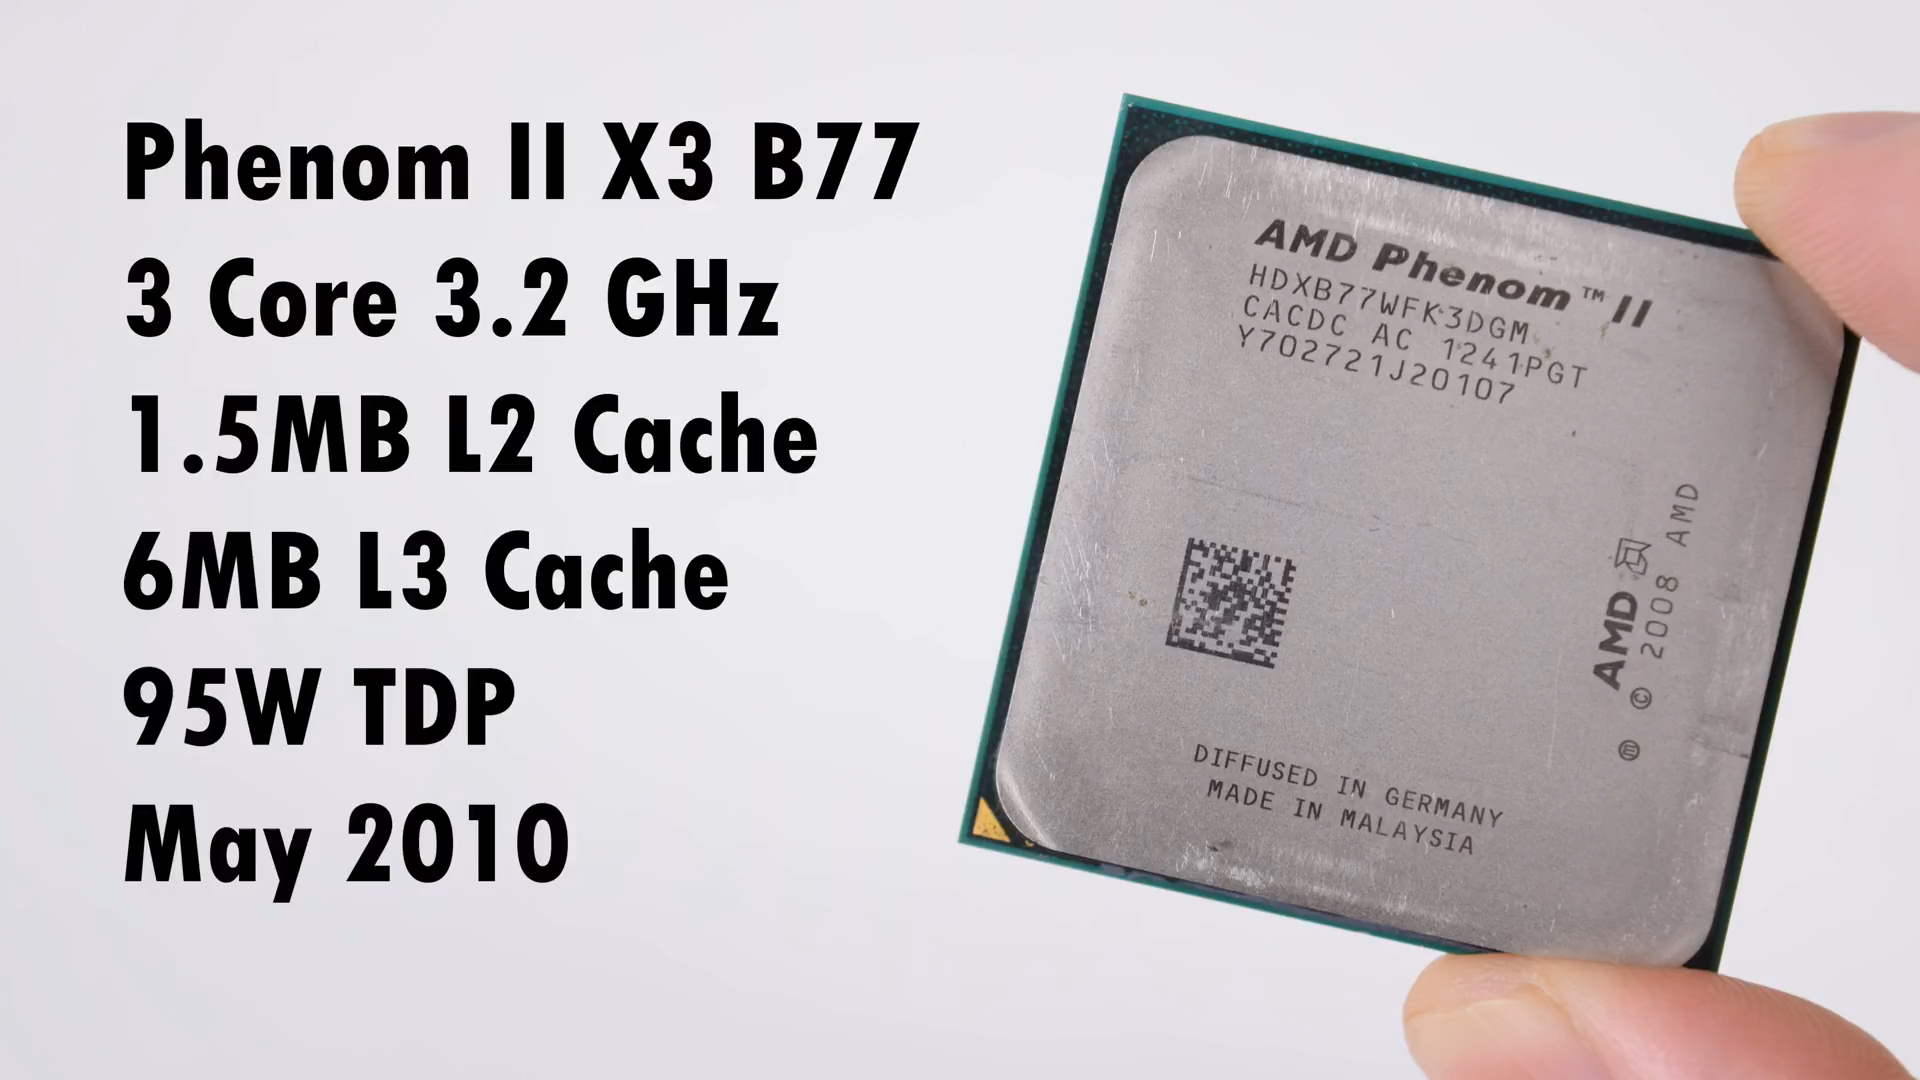 Phenom II X3 B77
3 Core 3.2 GHz
1.5MB L2 Cache
6MB L3 Cache
95W TDP
May 2010
AMD Phenom™ II
HDXB77WFK3DGM
CACDC AC 1241PGT
Y702721J20107
AMD
ⓜ © 2008 AMD
DIFFUSED IN GERMANY
MADE IN MALAYSIA